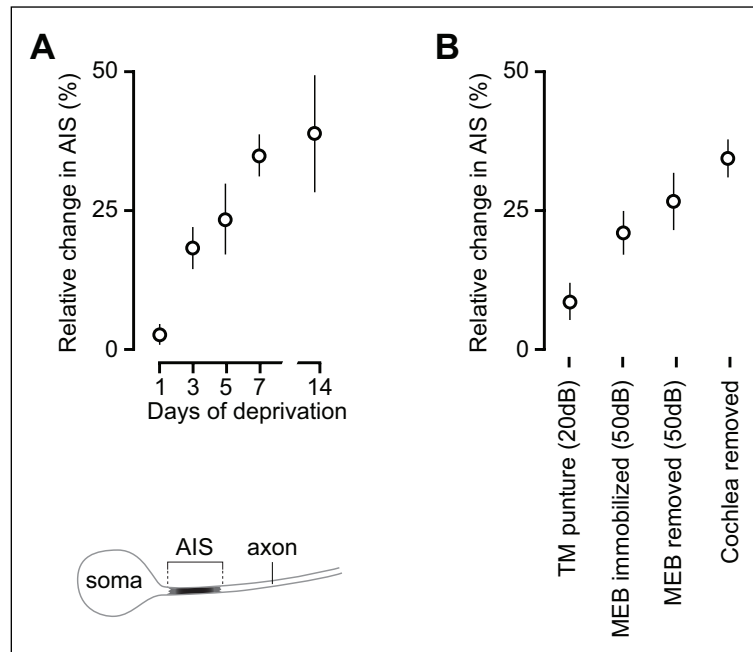 A
50
25
0
Relative change in AIS (%)
1 3 5 7 14
Days of deprivation
AIS
axon
soma
B
50
25
0
Relative change in AIS (%)
TM punture (20dB)
MEB immobilized (50dB)
MEB removed (50dB)
Cochlea removed